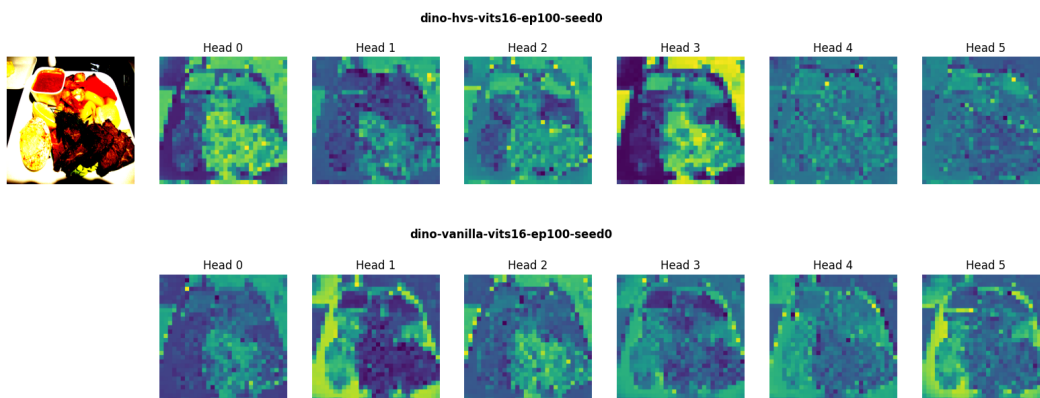 dino-hvs-vits16-ep100-seed0
Head 0 Head 1 Head 2 Head 3 Head 4 Head 5
dino-vanilla-vits16-ep100-seed0
Head 0 Head 1 Head 2 Head 3 Head 4 Head 5